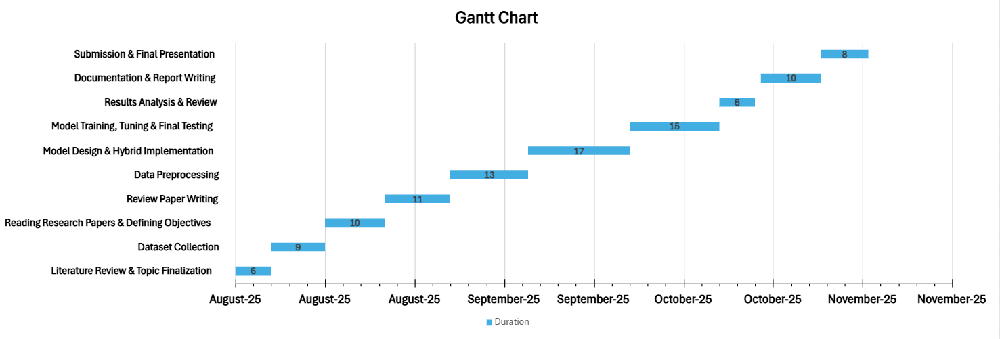 Gantt Chart
Submission & Final Presentation
8
Documentation & Report Writing
10
Results Analysis & Review
6
Model Training, Tuning & Final Testing
15
Model Design & Hybrid Implementation
17
Data Preprocessing
13
Review Paper Writing
11
Reading Research Papers & Defining Objectives
10
Dataset Collection
9
Literature Review & Topic Finalization
6
August-25 August-25 August-25 September-25 September-25 October-25 October-25 November-25 November-25
Duration